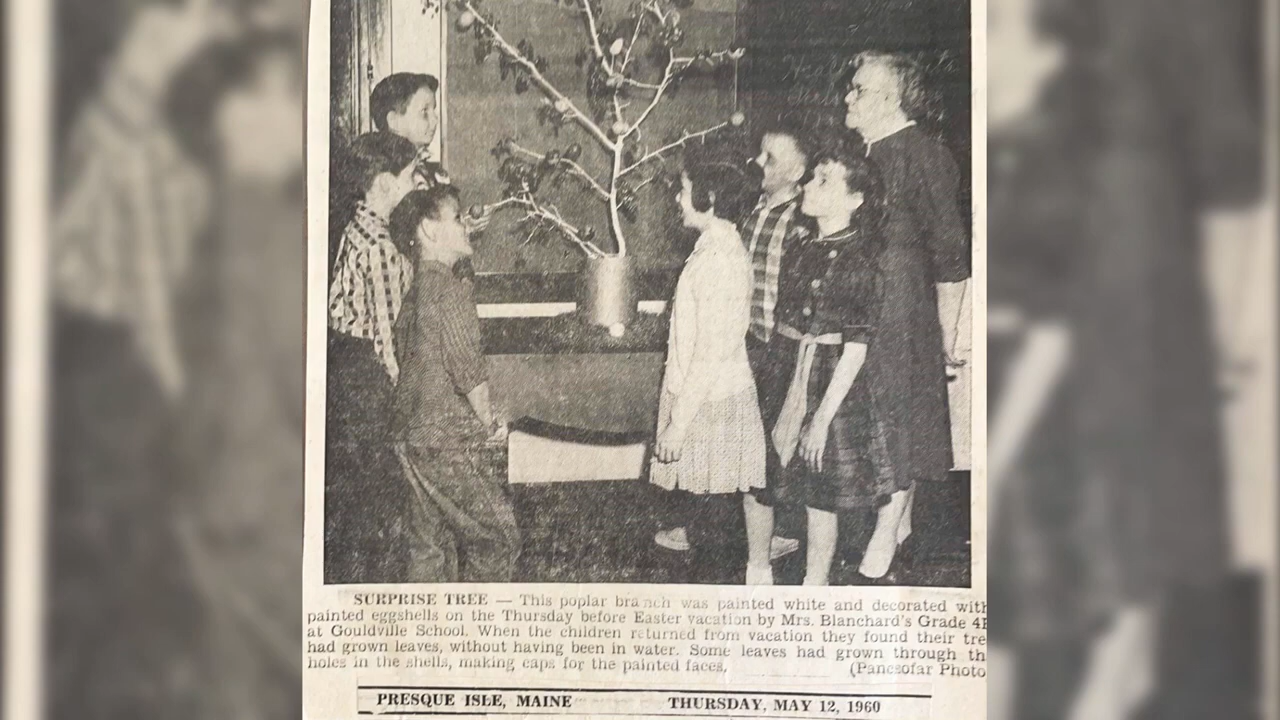 SURPRISE TREE — This poplar branch was painted white and decorated with
painted eggshells on the Thursday before Easter vacation by Mrs. Blanchard's Grade 4
at Gouldville School. When the children returned from vacation they found their tre
had grown leaves, without having been in water. Some leaves had grown through th
holes in the shells, making caps for the painted faces. (Pancsofar Photo
PRESQUE ISLE, MAINE THURSDAY, MAY 12, 1960